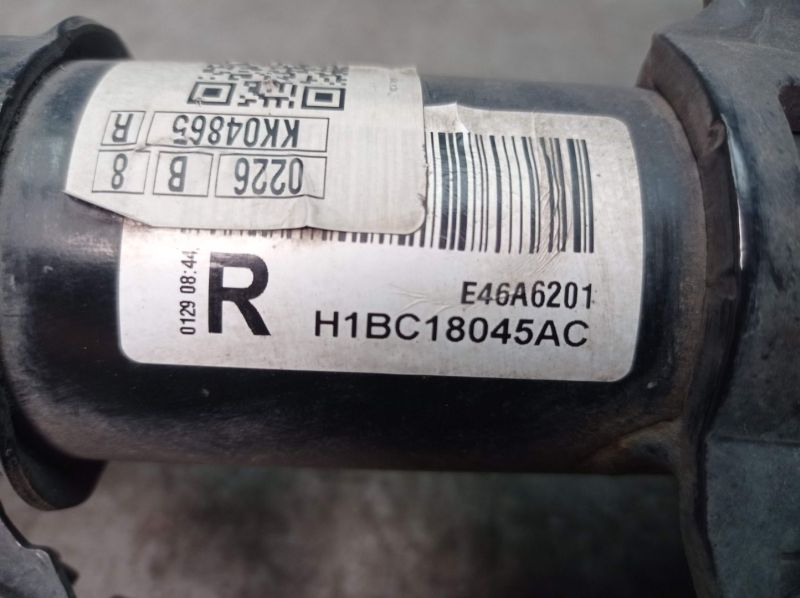 0226 B 8
KK04865 R
E46A6201
0129 08:44
R
H1BC18045AC